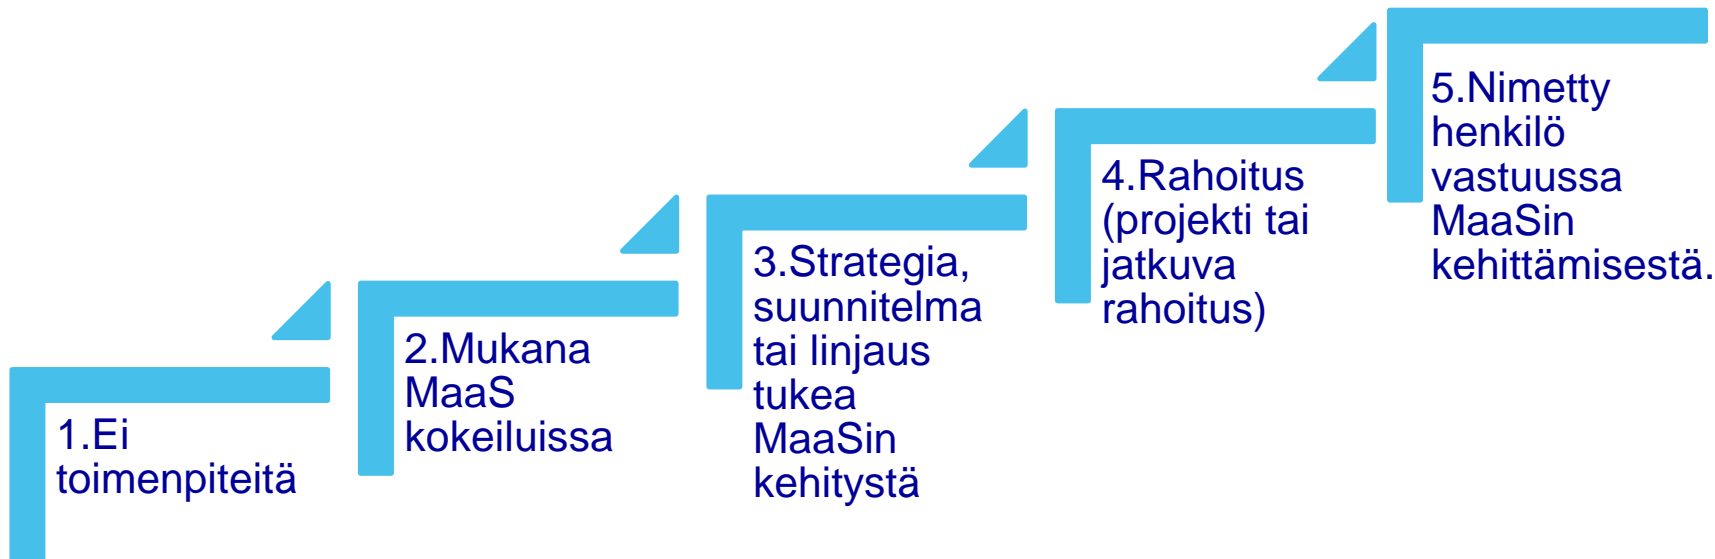 1.Ei
toimenpiteitä
2.Mukana
MaaS
kokeiluissa
3.Strategia,
suunnitelma
tai linjaus
tukea
MaaSin
kehitystä
4.Rahoitus
(projekti tai
jatkuva
rahoitus)
5.Nimetty
henkilö
vastuussa
MaaSin
kehittämisestä.